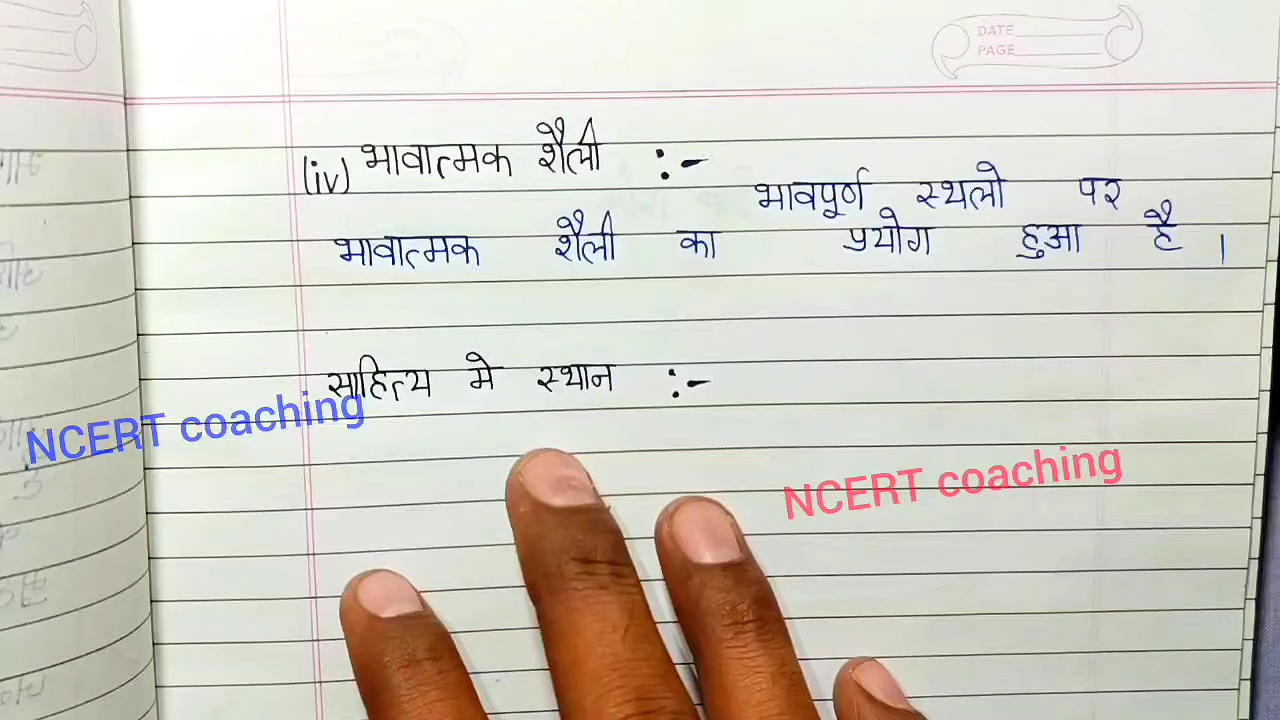 DATE
PAGE
(iv) भावात्मक शैली :-
भावपूर्ण स्थलो पर
भावात्मक शैली का प्रयोग हुआ है ।
साहित्य मे स्थान :-
NCERT coaching
NCERT coaching